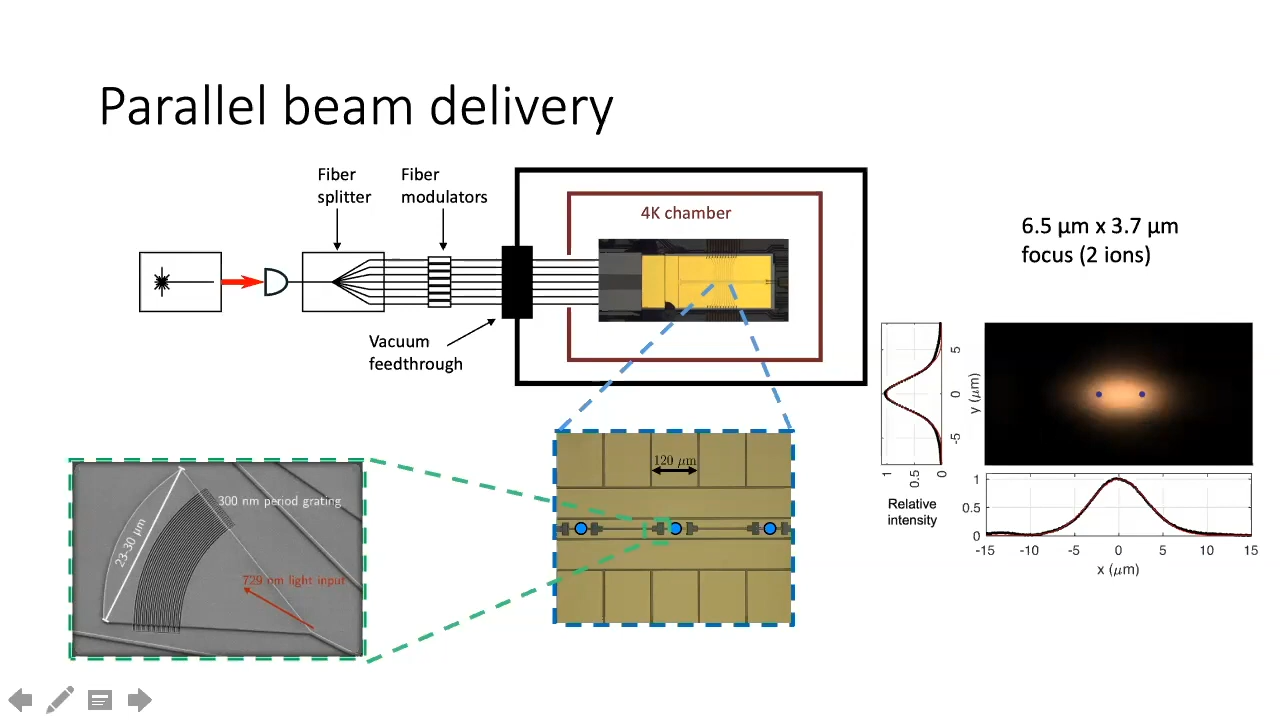 Parallel beam delivery
Fiber
splitter
Fiber
modulators
4K chamber
Vacuum
feedthrough
6.5 µm x 3.7 µm
focus (2 ions)
120 µm
300 nm period grating
23-30 µm
729 nm light input
5
0
-5
y (µm)
1
0.5
0
Relative
intensity
1
0.5
0
-15 -10 -5 0 5 10 15
x (µm)